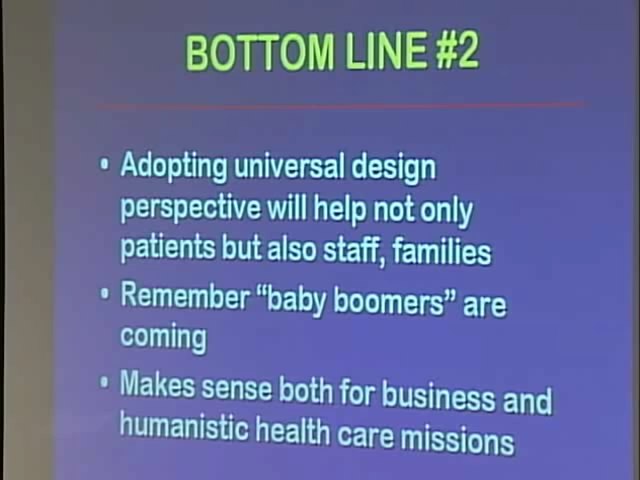 BOTTOM LINE #2
• Adopting universal design
perspective will help not only
patients but also staff, families
• Remember “baby boomers” are
coming
• Makes sense both for business and
humanistic health care missions